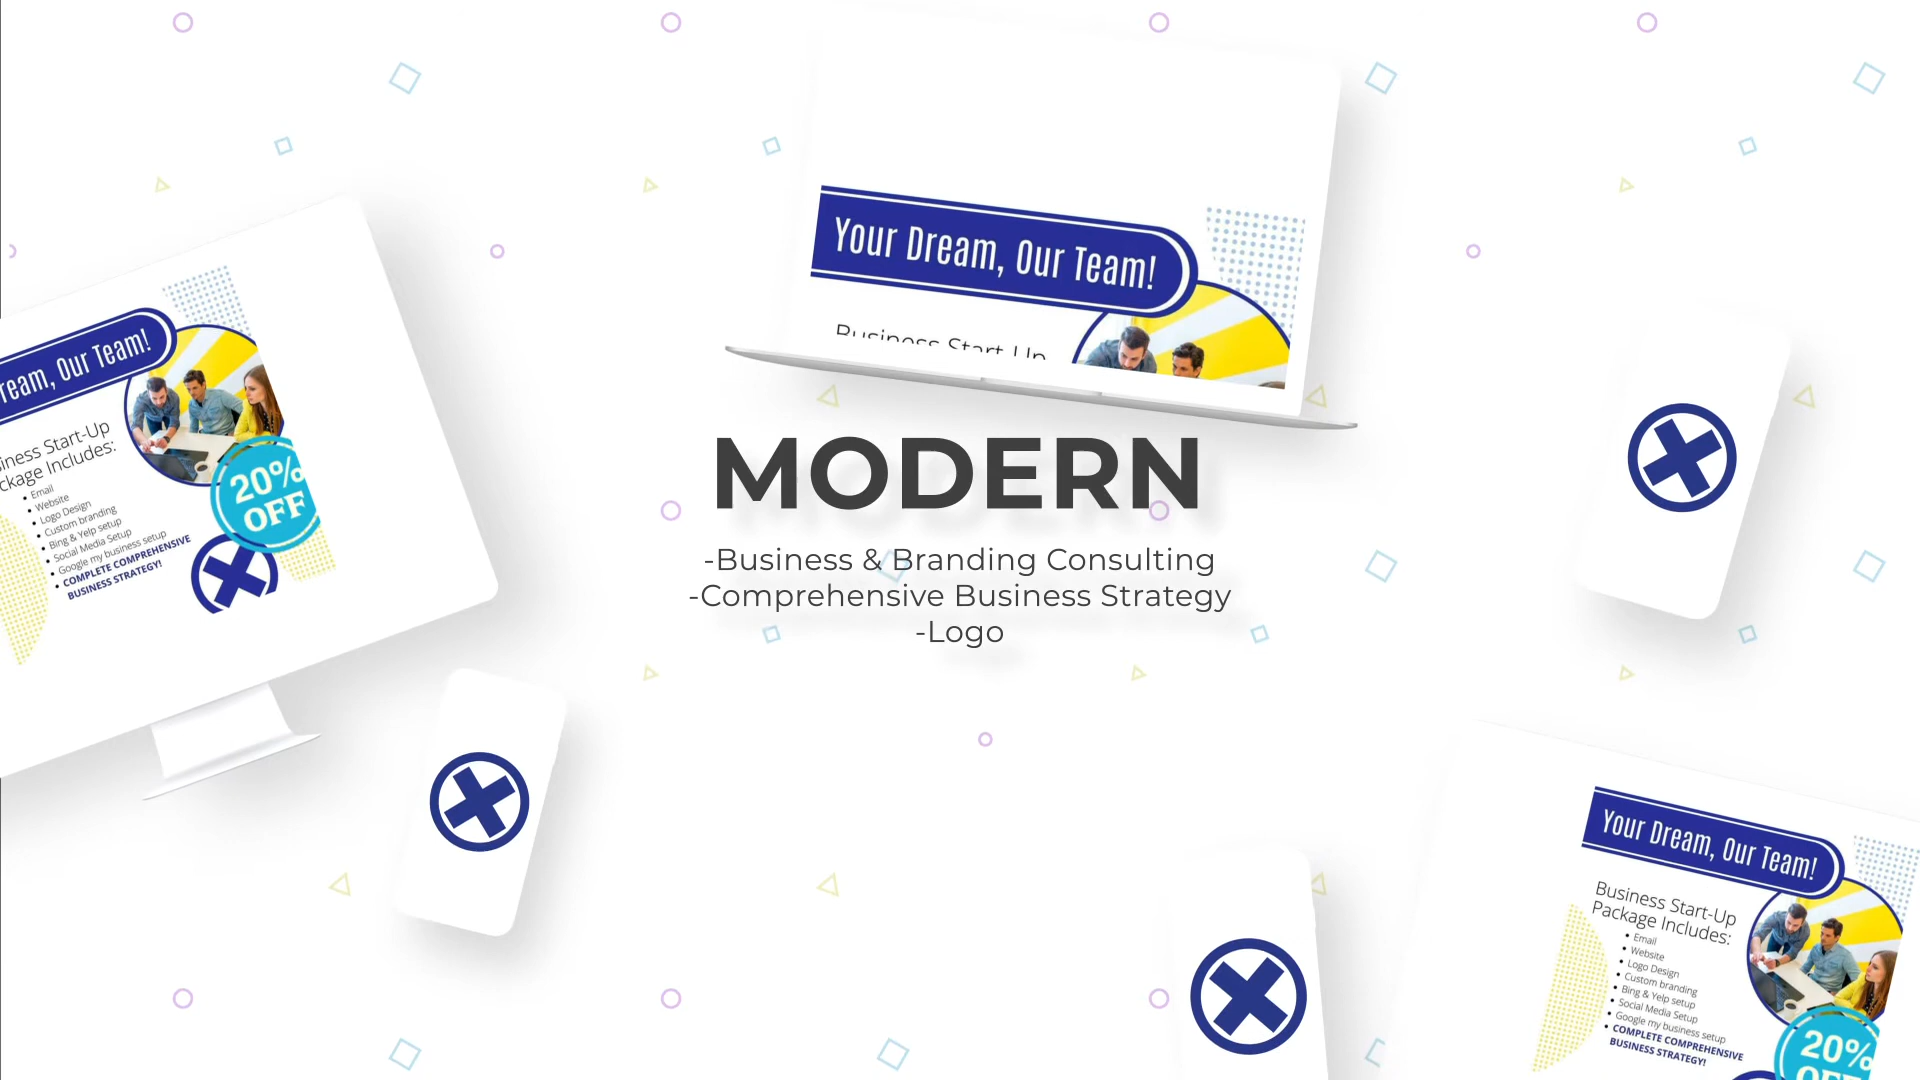 Your Dream, Our Team!
Business Start-Up
MODERN
-Business & Branding Consulting
-Comprehensive Business Strategy
-Logo
Our Team!
Start-Up
Includes:
Email
Website
Logo Design
Custom branding
Bing & Yelp setup
Social Media Setup
Google my business setup
COMPLETE COMPREHENSIVE
BUSINESS STRATEGY!
20%
OFF
Your Dream, Our Team!
Business Start-Up
Package Includes:
Email
Website
Logo Design
Custom branding
Bing & Yelp setup
Social Media Setup
Google my business setup
COMPLETE COMPREHENSIVE
BUSINESS STRATEGY!
20%